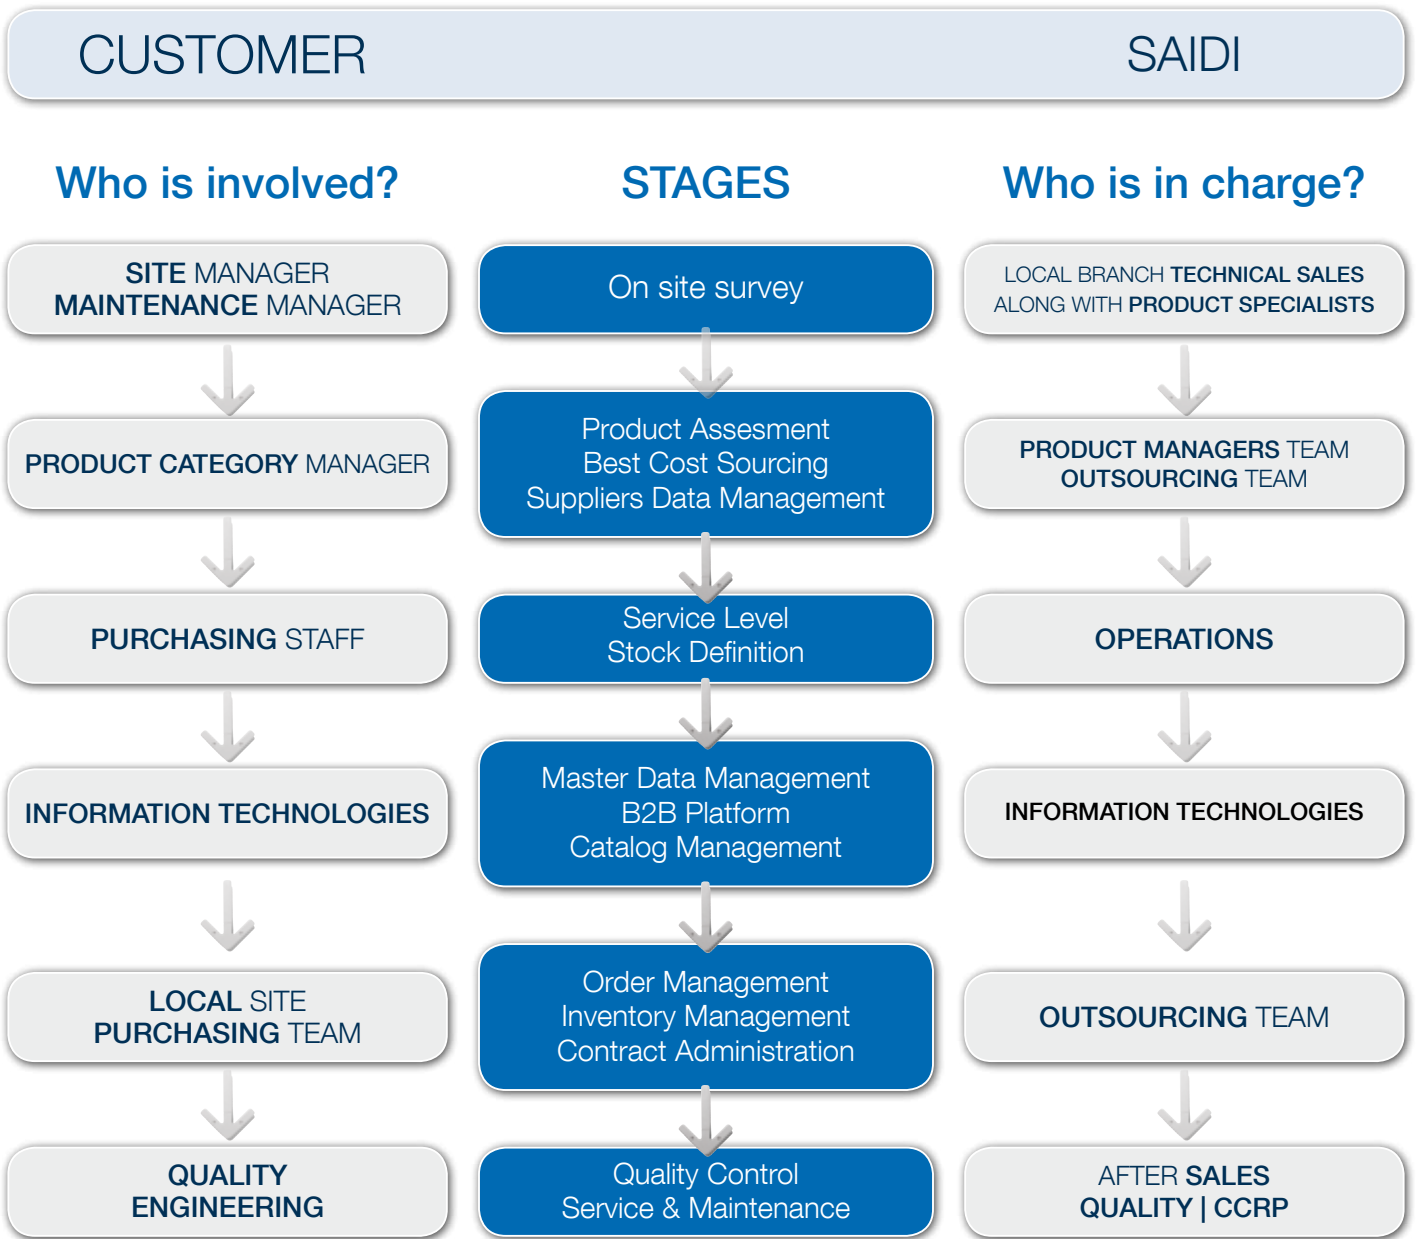 CUSTOMER
SAIDI
Who is involved?
STAGES
Who is in charge?
SITE MANAGER
MAINTENANCE MANAGER
On site survey
LOCAL BRANCH TECHNICAL SALES
ALONG WITH PRODUCT SPECIALISTS
PRODUCT CATEGORY MANAGER
Product Assesment
Best Cost Sourcing
Suppliers Data Management
PRODUCT MANAGERS TEAM
OUTSOURCING TEAM
PURCHASING STAFF
Service Level
Stock Definition
OPERATIONS
INFORMATION TECHNOLOGIES
Master Data Management
B2B Platform
Catalog Management
INFORMATION TECHNOLOGIES
LOCAL SITE
PURCHASING TEAM
Order Management
Inventory Management
Contract Administration
OUTSOURCING TEAM
QUALITY
ENGINEERING
Quality Control
Service & Maintenance
AFTER SALES
QUALITY | CCRP